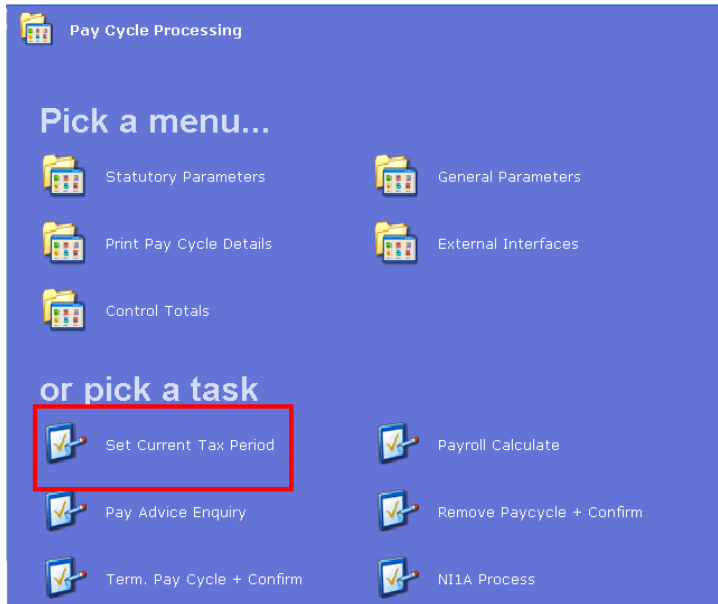 Pay Cycle Processing
Pick a menu...
Statutory Parameters
General Parameters
Print Pay Cycle Details
External Interfaces
Control Totals
or pick a task
Set Current Tax Period
Payroll Calculate
Pay Advice Enquiry
Remove Paycycle + Confirm
Term. Pay Cycle + Confirm
NI1A Process